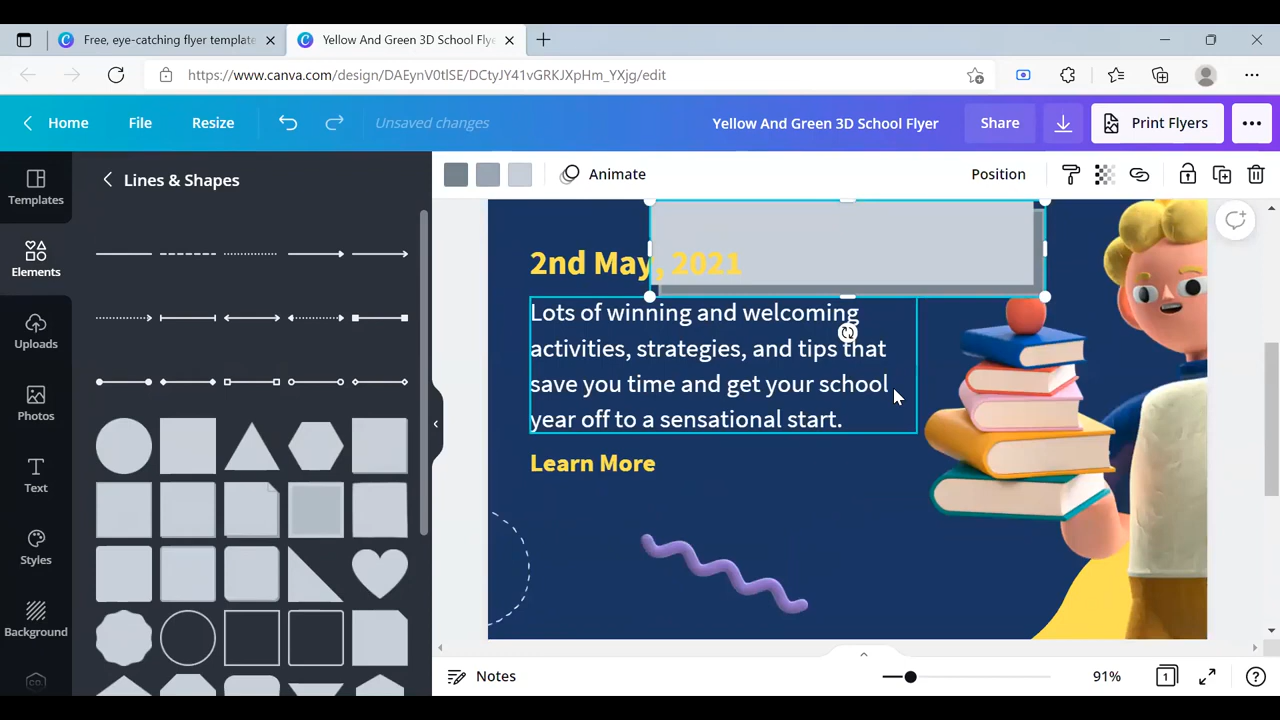 Free, eye-catching flyer template
Yellow And Green 3D School Flye
https://www.canva.com/design/DAEynV0tlSE/DCtyJY41vGRKJXpHm_YXjg/edit
Home
File
Resize
Unsaved changes
Yellow And Green 3D School Flyer
Share
Print Flyers
Templates
Elements
Uploads
Photos
Text
Styles
Background
co.
Lines & Shapes
Animate
Position
2nd May, 2021
Lots of winning and welcoming
activities, strategies, and tips that
save you time and get your school
year off to a sensational start.
Learn More
Notes
91%
1